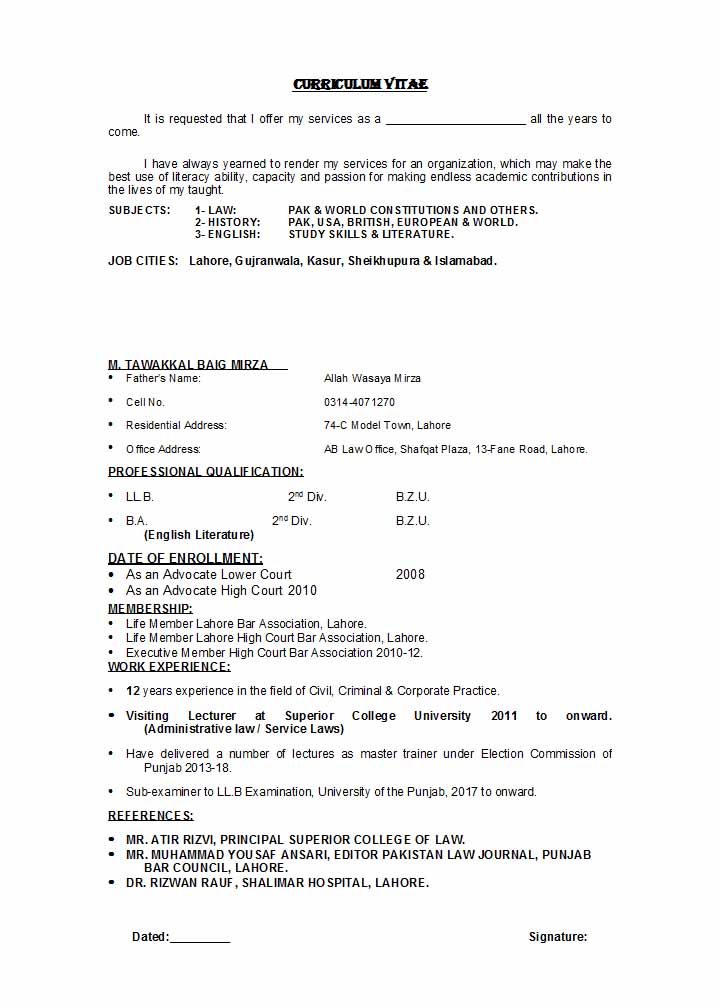 CURRICULUM VITAE
It is requested that I offer my services as a ______________________ all the years to
come.
I have always yearned to render my services for an organization, which may make the
best use of literacy ability, capacity and passion for making endless academic contributions in
the lives of my taught.
SUBJECTS: 1- LAW: PAK & WORLD CONSTITUTIONS AND OTHERS.
2- HISTORY: PAK, USA, BRITISH, EUROPEAN & WORLD.
3- ENGLISH: STUDY SKILLS & LITERATURE.
JOB CITIES: Lahore, Gujranwala, Kasur, Sheikhupura & Islamabad.
M. TAWAKKAL BAIG MIRZA
• Father's Name: Allah Wasaya Mirza
• Cell No. 0314-4071270
• Residential Address: 74-C Model Town, Lahore
• Office Address: AB Law Office, Shafqat Plaza, 13-Fane Road, Lahore.
PROFESSIONAL QUALIFICATION:
• LL.B. 2nd Div. B.Z.U.
• B.A. 2nd Div. B.Z.U.
(English Literature)
DATE OF ENROLLMENT:
• As an Advocate Lower Court 2008
• As an Advocate High Court 2010
MEMBERSHIP:
• Life Member Lahore Bar Association, Lahore.
• Life Member Lahore High Court Bar Association, Lahore.
• Executive Member High Court Bar Association 2010-12.
WORK EXPERIENCE:
• 12 years experience in the field of Civil, Criminal & Corporate Practice.
• Visiting Lecturer at Superior College University 2011 to onward.
(Administrative law / Service Laws)
• Have delivered a number of lectures as master trainer under Election Commission of
Punjab 2013-18.
• Sub-examiner to LL.B Examination, University of the Punjab, 2017 to onward.
REFERENCES:
• MR. ATIR RIZVI, PRINCIPAL SUPERIOR COLLEGE OF LAW.
• MR. MUHAMMAD YOUSAF ANSARI, EDITOR PAKISTAN LAW JOURNAL, PUNJAB
BAR COUNCIL, LAHORE.
• DR. RIZWAN RAUF, SHALIMAR HOSPITAL, LAHORE.
Dated:_________ Signature: